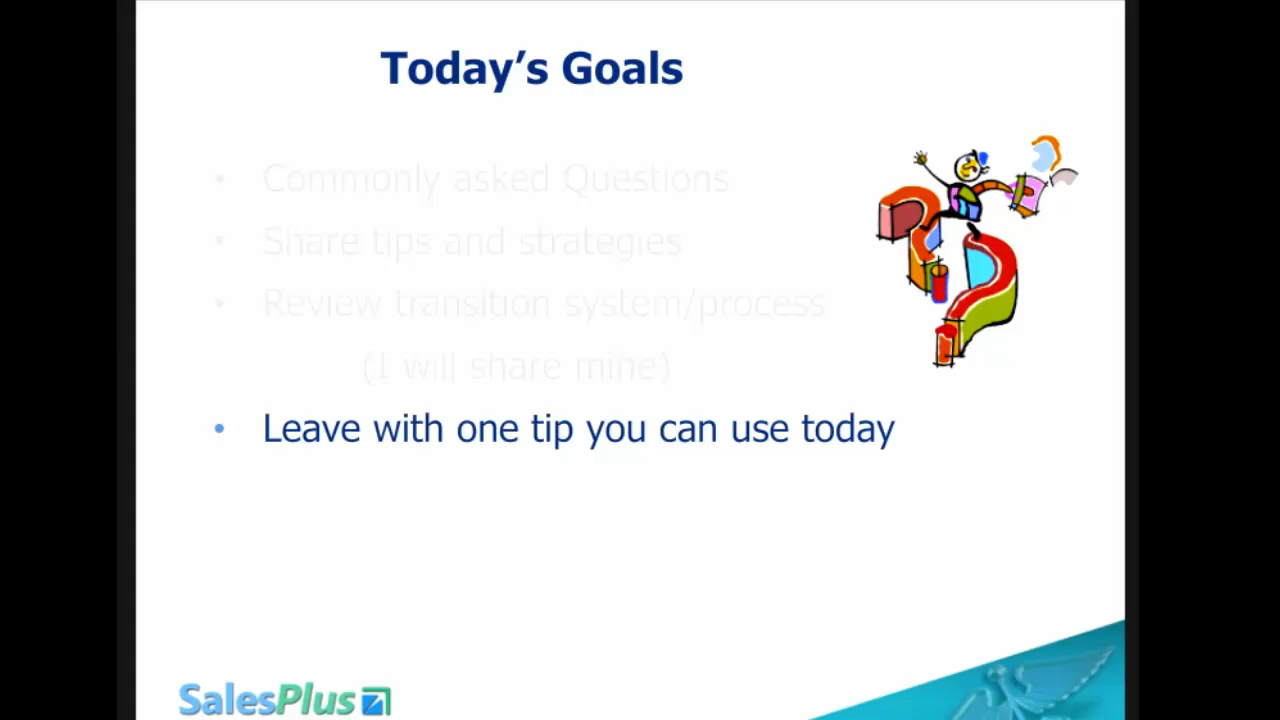 Today’s Goals
• Commonly asked Questions
• Share tips and strategies
• Review transition system/process
(I will share mine)
• Leave with one tip you can use today
SalesPlus